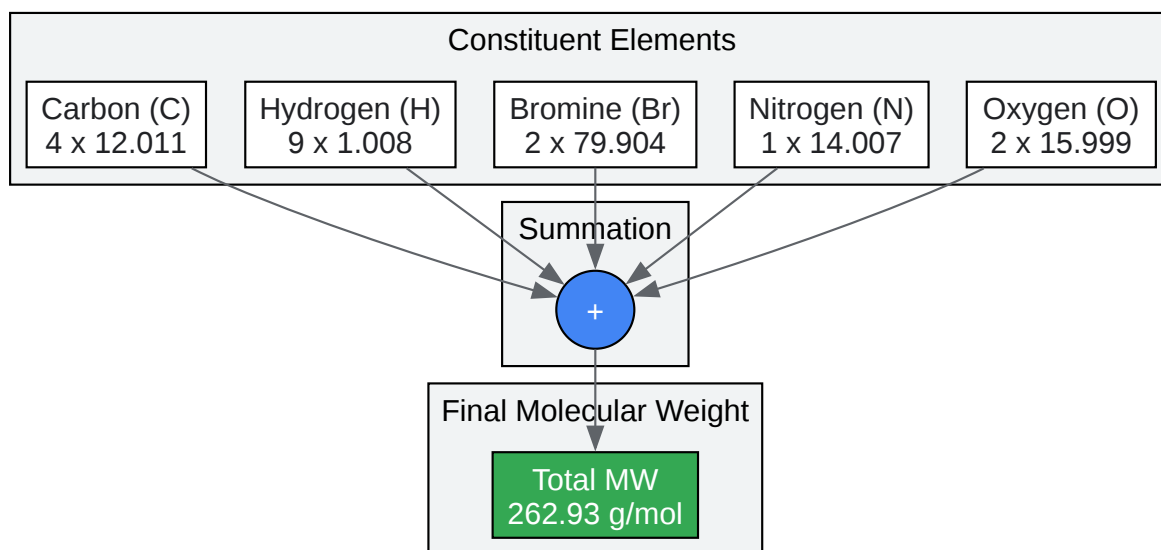 Constituent Elements
Carbon (C)
4 x 12.011
Hydrogen (H)
9 x 1.008
Bromine (Br)
2 x 79.904
Nitrogen (N)
1 x 14.007
Oxygen (O)
2 x 15.999
Summation
+
Final Molecular Weight
Total MW
262.93 g/mol